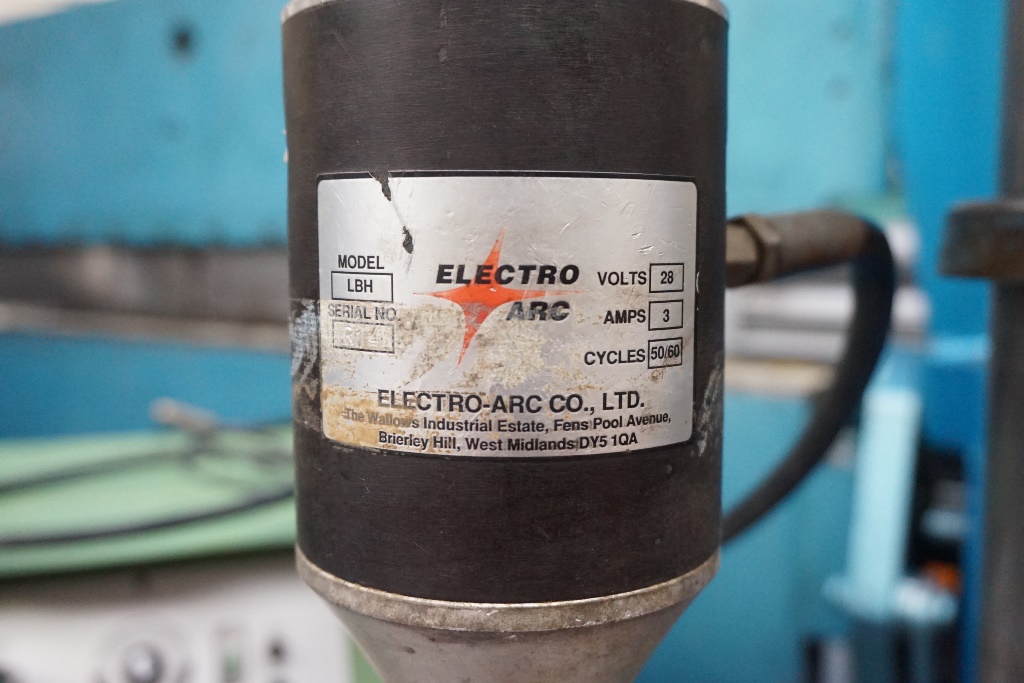 MODEL
LBH
SERIAL NO
ELECTRO
ARC
VOLTS 28
AMPS 3
CYCLES 50/60
ELECTRO-ARC CO., LTD.
The Wallows Industrial Estate, Fens Pool Avenue,
Brierley Hill, West Midlands DY5 1QA